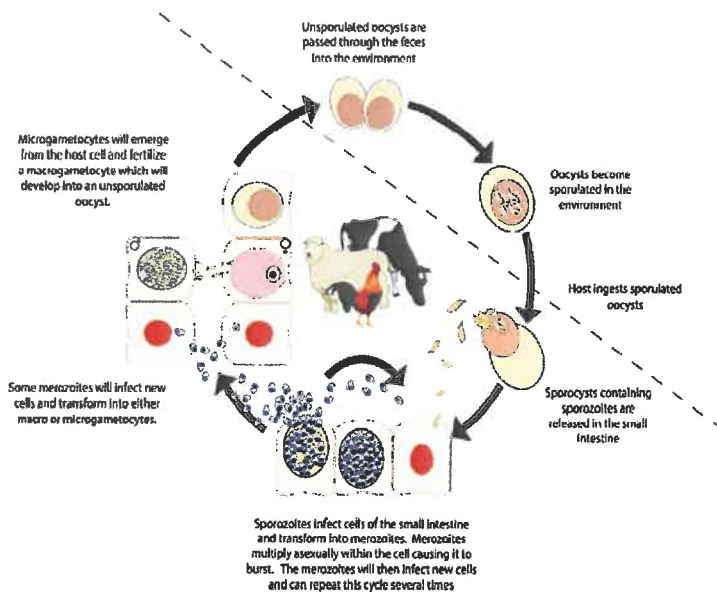 Unsporulated oocysts are
passed through the feces
into the environment
Microgametocytes will emerge
from the host cell and fertilize
a macrogametocyte which will
develop into an unsporulated
oocyst.
Oocysts become
sporulated in the
environment
Host ingests sporulated
oocysts
Some merozoites will infect new
cells and transform into either
macro or microgametocytes.
Sporocysts containing
sporozoites are
released in the small
intestine
Sporozoites infect cells of the small intestine
and transform into merozoites. Merozoites
multiply asexually within the cell causing it to
burst. The merozoites will then infect new cells
and can repeat this cycle several times